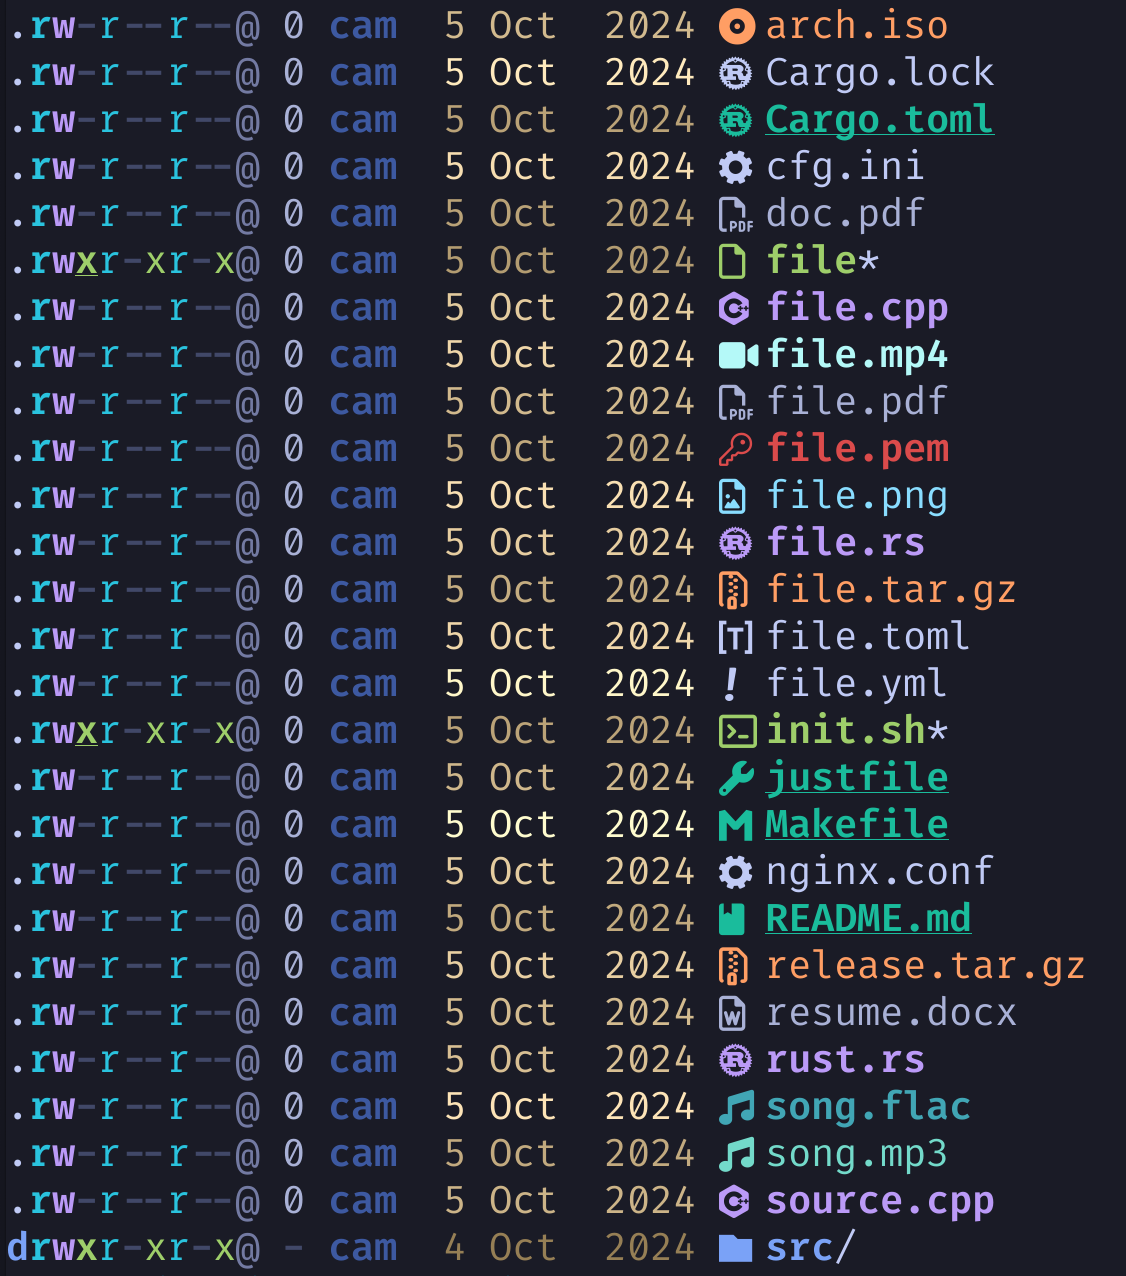 .rw-r--r--@ 0 cam 5 Oct 2024 arch.iso
.rw-r--r--@ 0 cam 5 Oct 2024 Cargo.lock
.rw-r--r--@ 0 cam 5 Oct 2024 Cargo.toml
.rw-r--r--@ 0 cam 5 Oct 2024 cfg.ini
.rw-r--r--@ 0 cam 5 Oct 2024 doc.pdf
.rwxr-xr-x@ 0 cam 5 Oct 2024 file*
.rw-r--r--@ 0 cam 5 Oct 2024 file.cpp
.rw-r--r--@ 0 cam 5 Oct 2024 file.mp4
.rw-r--r--@ 0 cam 5 Oct 2024 file.pdf
.rw-r--r--@ 0 cam 5 Oct 2024 file.pem
.rw-r--r--@ 0 cam 5 Oct 2024 file.png
.rw-r--r--@ 0 cam 5 Oct 2024 file.rs
.rw-r--r--@ 0 cam 5 Oct 2024 file.tar.gz
.rw-r--r--@ 0 cam 5 Oct 2024 file.toml
.rw-r--r--@ 0 cam 5 Oct 2024 file.yml
.rwxr-xr-x@ 0 cam 5 Oct 2024 init.sh*
.rw-r--r--@ 0 cam 5 Oct 2024 justfile
.rw-r--r--@ 0 cam 5 Oct 2024 Makefile
.rw-r--r--@ 0 cam 5 Oct 2024 nginx.conf
.rw-r--r--@ 0 cam 5 Oct 2024 README.md
.rw-r--r--@ 0 cam 5 Oct 2024 release.tar.gz
.rw-r--r--@ 0 cam 5 Oct 2024 resume.docx
.rw-r--r--@ 0 cam 5 Oct 2024 rust.rs
.rw-r--r--@ 0 cam 5 Oct 2024 song.flac
.rw-r--r--@ 0 cam 5 Oct 2024 song.mp3
.rw-r--r--@ 0 cam 5 Oct 2024 source.cpp
drwxr-xr-x@ - cam 4 Oct 2024 src/